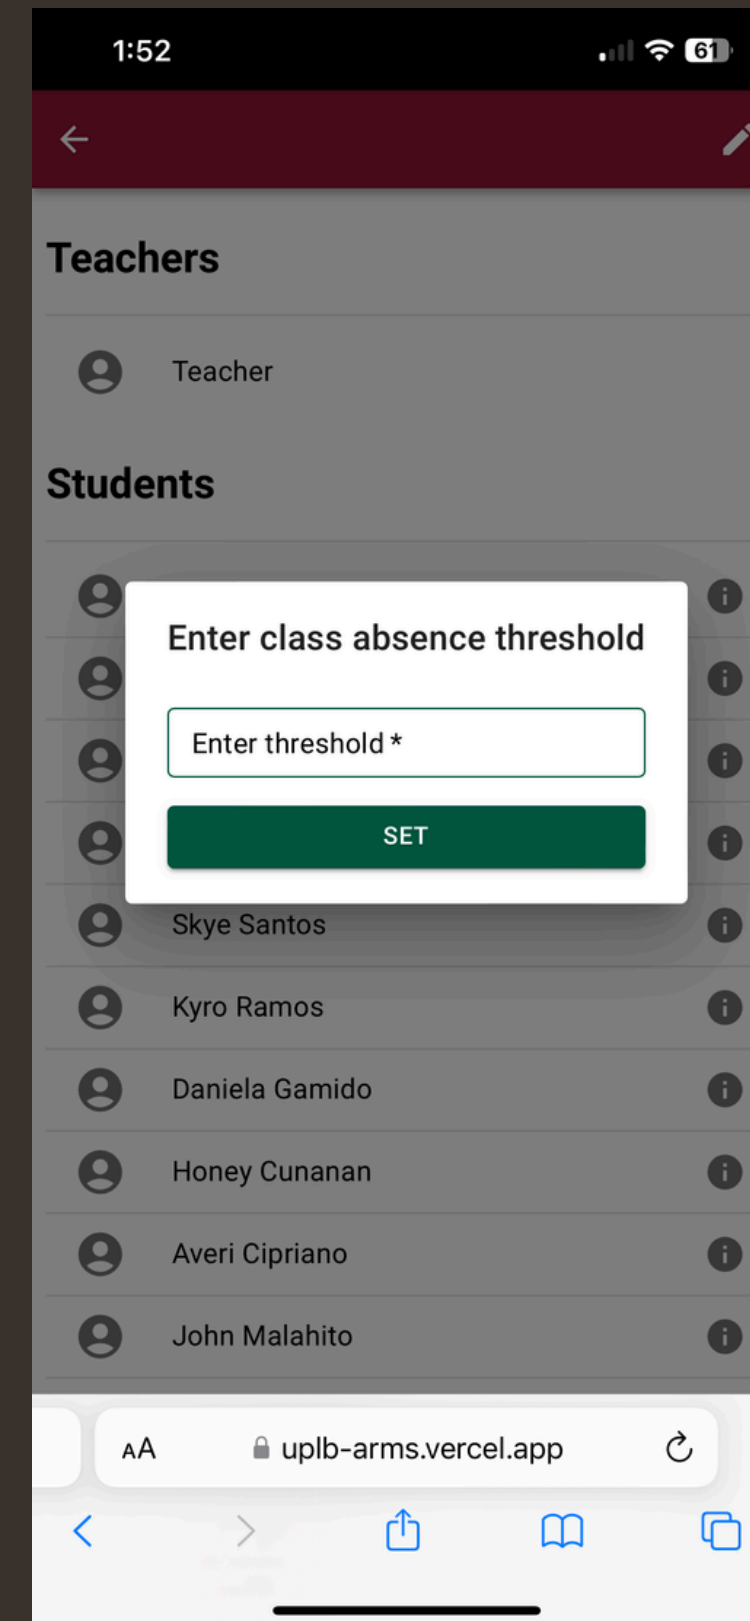 1:52
61
Teachers
Teacher
Students
Enter class absence threshold
Enter threshold *
SET
Skye Santos
Kyro Ramos
Daniela Gamido
Honey Cunanan
Averi Cipriano
John Malahito
AA
uplb-arms.vercel.app